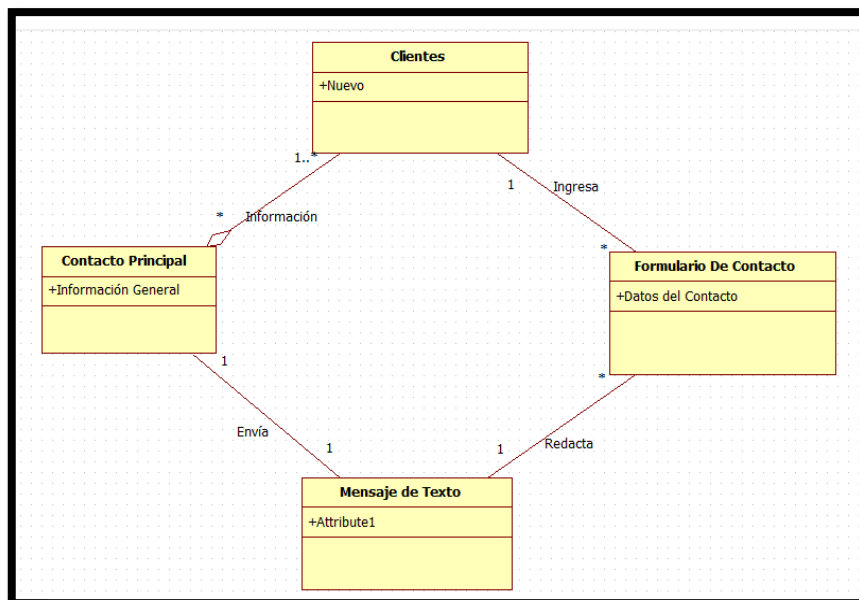 Clientes
+Nuevo
1..*
1
Ingresa
*
Información
*
Contacto Principal
+Información General
Formulario De Contacto
+Datos del Contacto
1
*
Envía
1
1
Redacta
Mensaje de Texto
+Attribute1